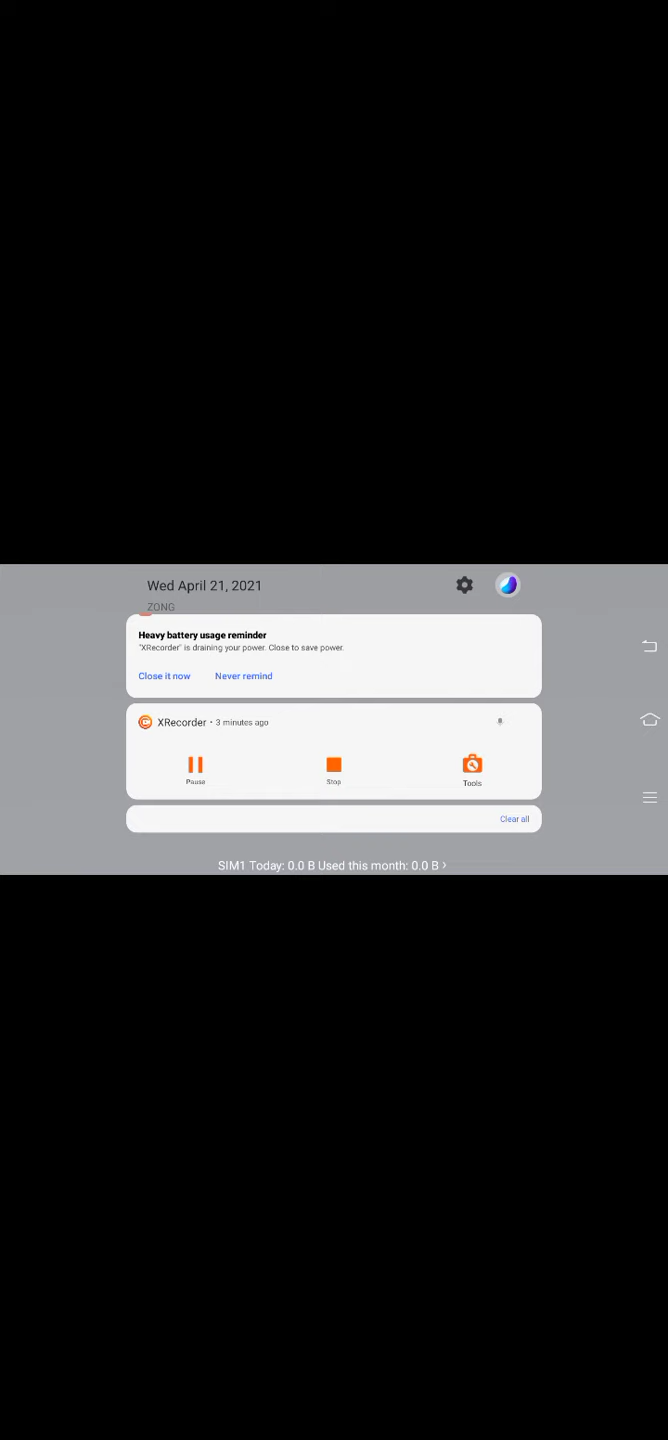 Wed April 21, 2021
ZONG
Heavy battery usage reminder
"XRecorder" is draining your power. Close to save power.
Close it now Never remind
XRecorder • 3 minutes ago
Pause Stop Tools
Clear all
SIM1 Today: 0.0 B Used this month: 0.0 B ›